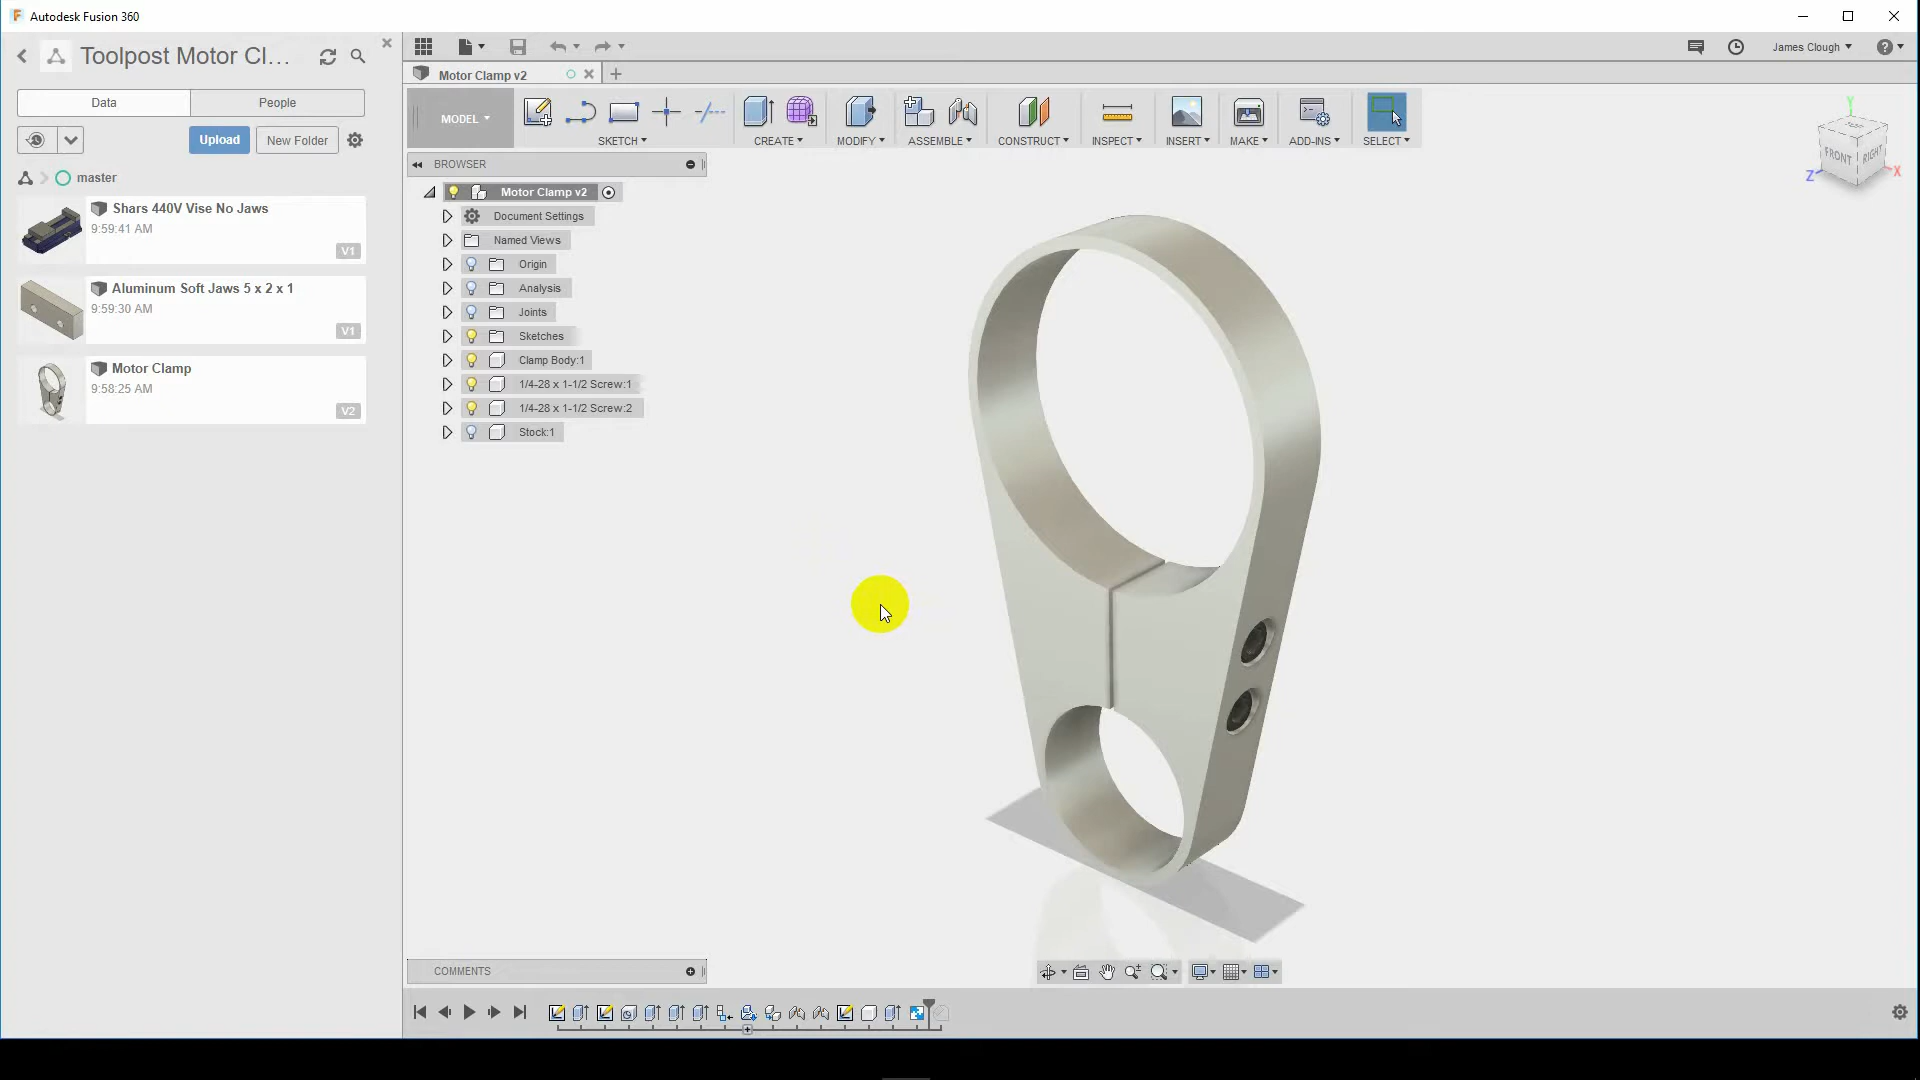 Autodesk Fusion 360
Toolpost Motor Cl...
Data
People
Upload
New Folder
master
Shars 440V Vise No Jaws
9:59:41 AM
V1
Aluminum Soft Jaws 5 x 2 x 1
9:59:30 AM
V1
Motor Clamp
9:58:25 AM
V2
James Clough
Motor Clamp v2
MODEL
SKETCH
CREATE
MODIFY
ASSEMBLE
CONSTRUCT
INSPECT
INSERT
MAKE
ADD-INS
SELECT
BROWSER
Motor Clamp v2
Document Settings
Named Views
Origin
Analysis
Joints
Sketches
Clamp Body:1
1/4-28 x 1-1/2 Screw:1
1/4-28 x 1-1/2 Screw:2
Stock:1
Y
TOP
FRONT
RIGHT
Z
X
COMMENTS